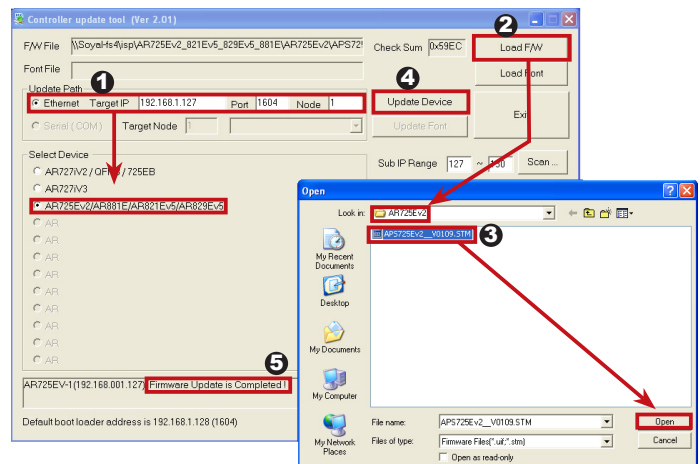 Controller update tool (Ver 2.01)
F/W File \\Soyal-fs4\isp\AR725Ev2_821Ev5_829Ev5_881E\AR725Ev2\APS72 Check Sum 0x59EC Load F/W
2
Font File Load Font
1
4
Update Path
Ethernet Target IP 192.168.1.127 Port 1604 Node 1 Update Device Exit
Serial (COM) Target Node 1 Update Font
Select Device
Sub IP Range 127 ~ 130 Scan ...
AR727iV2 / QF / 725EB
AR727iV3
AR725Ev2/AR881E/AR821Ev5/AR829Ev5
AR
AR
AR
AR
AR
AR
AR
AR
5
AR725EV-1(192.168.001.127) Firmware Update is Completed !
Default boot loader address is 192.168.1.128 (1604)
Open
Look in: AR725Ev2
APS725Ev2__V0109.STM
3
My Recent
Documents
Desktop
My Documents
My Computer
My Network
Places
File name: APS725Ev2__V0109.STM Open
Files of type: Firmware Files(*.uif;*.stm) Cancel
Open as read-only